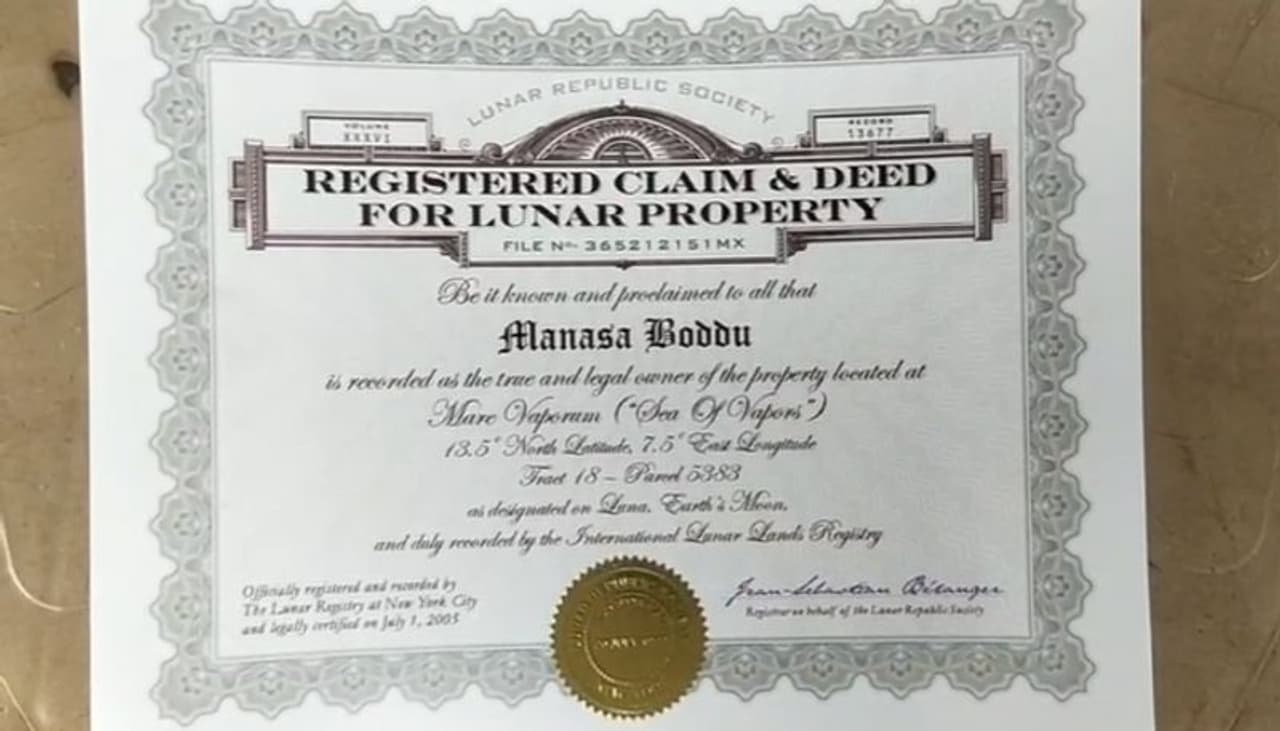 LUNAR REPUBLIC SOCIETY
VOLUME
XXXVI
RECORD
13677
REGISTERED CLAIM & DEED
FOR LUNAR PROPERTY
FILE No. 365212151MX
Be it known and proclaimed to all that
Manasa Boddu
is recorded as the true and legal owner of the property located at
Mare Vaporum ("Sea Of Vapors")
13.5° North Latitude, 7.5° East Longitude
Tract 18 – Parcel 5383
as designated on Luna, Earth's Moon,
and duly recorded by the International Lunar Lands Registry
Officially registered and recorded by
The Lunar Registry at New York City
and legally certified on July 1, 2005
Jean-Sebastian Béranger
Registrar on behalf of the Lunar Republic Society